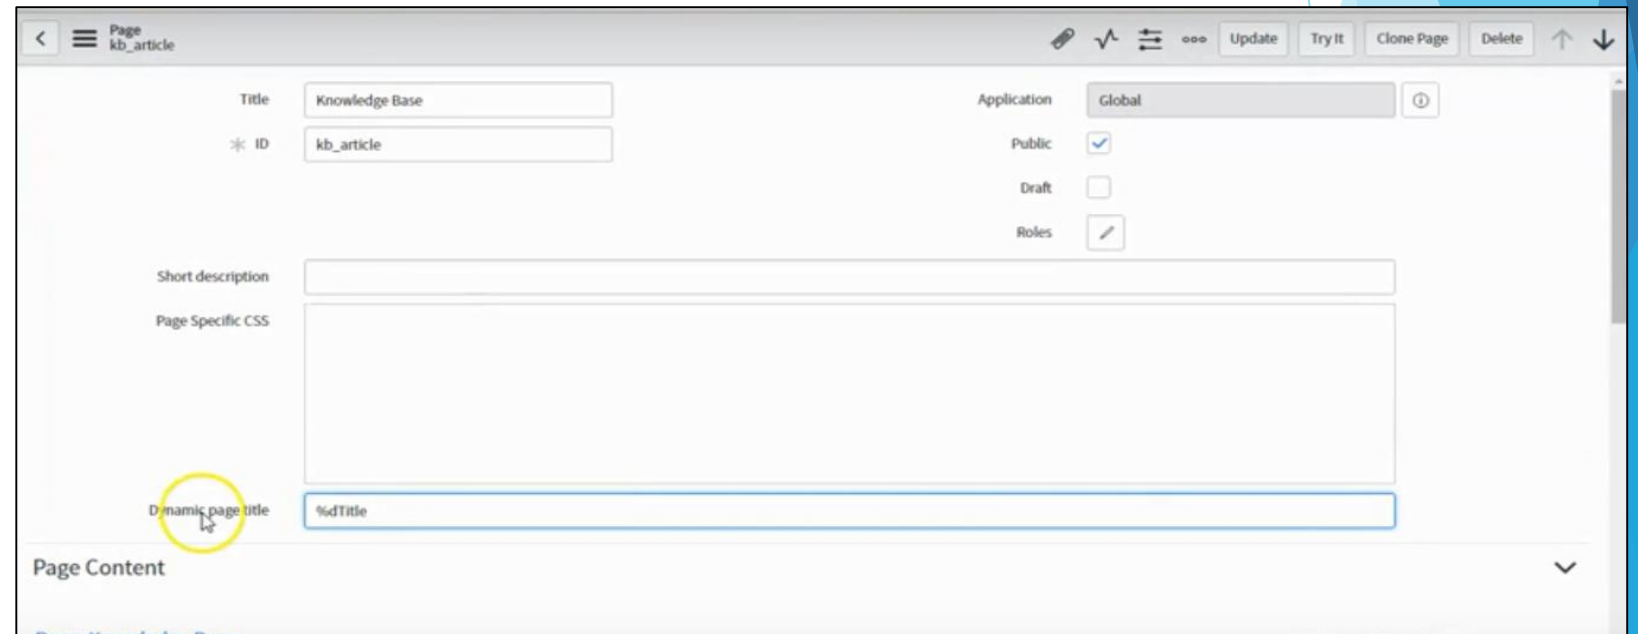 Page
kb_article
Update
Try It
Clone Page
Delete
Title
Knowledge Base
Application
Global
ID
kb_article
Public
Draft
Roles
Short description
Page Specific CSS
Dynamic page title
%dTitle
Page Content